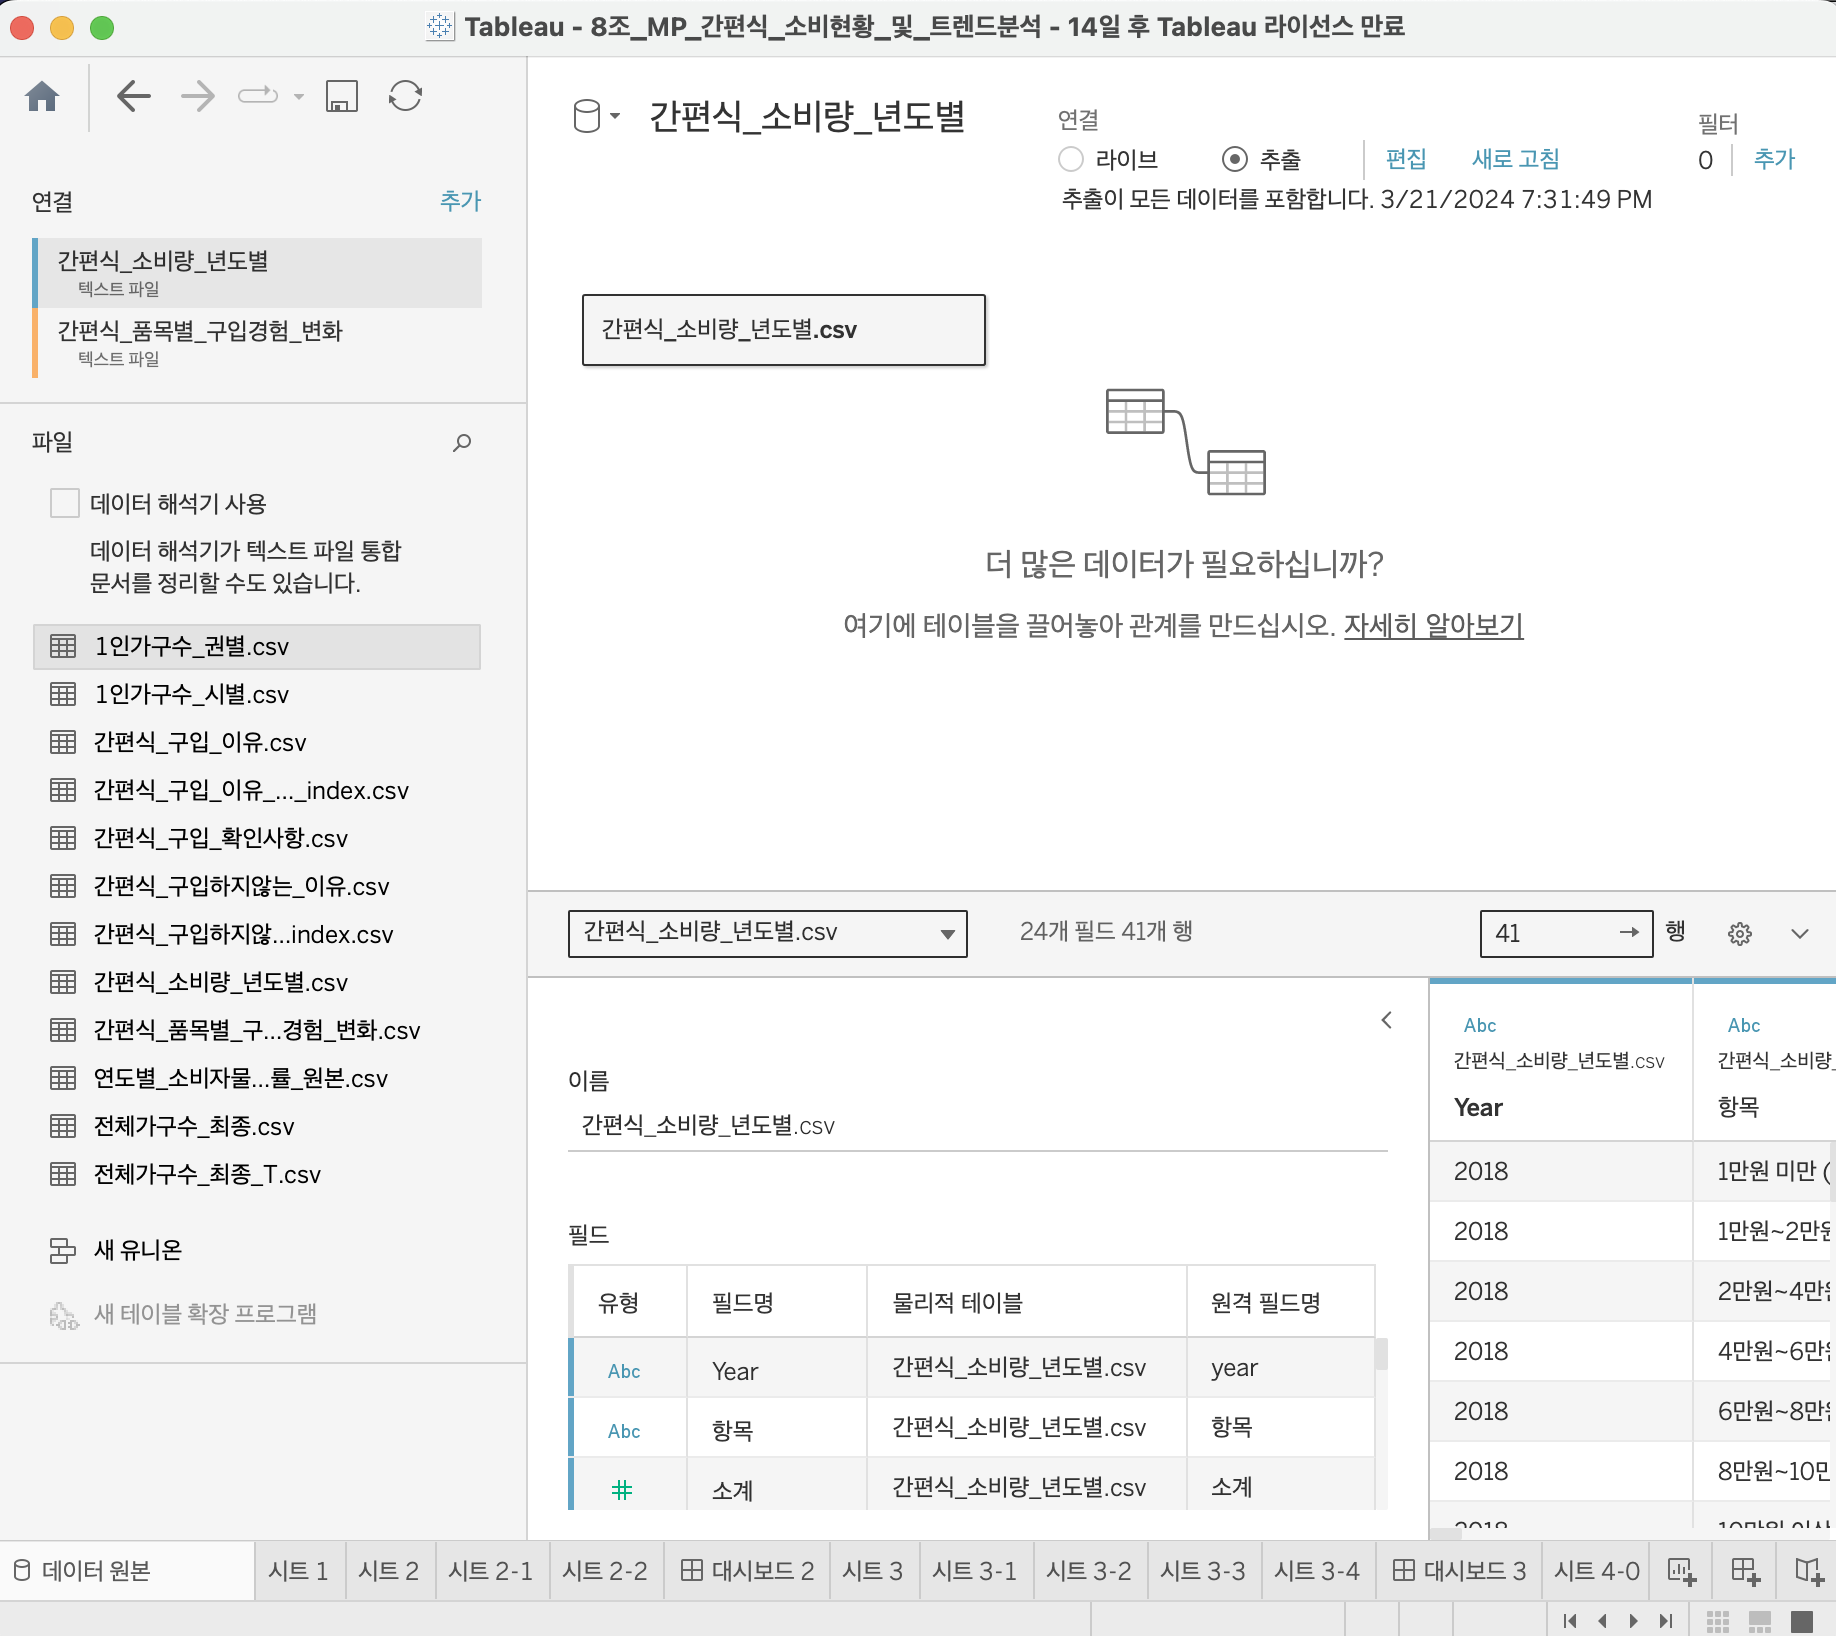 Tableau - 8조_MP_간편식_소비현황_및_트렌드분석 - 14일 후 Tableau 라이선스 만료
연결
추가
간편식_소비량_년도별
텍스트 파일
간편식_품목별_구입경험_변화
텍스트 파일
파일
데이터 해석기 사용
데이터 해석기가 텍스트 파일 통합
문서를 정리할 수도 있습니다.
1인가구수_권별.csv
1인가구수_시별.csv
간편식_구입_이유.csv
간편식_구입_이유_..._index.csv
간편식_구입_확인사항.csv
간편식_구입하지않는_이유.csv
간편식_구입하지않...index.csv
간편식_소비량_년도별.csv
간편식_품목별_구...경험_변화.csv
연도별_소비자물...률_원본.csv
전체가구수_최종.csv
전체가구수_최종_T.csv
새 유니온
새 테이블 확장 프로그램
간편식_소비량_년도별
연결
라이브
추출
편집
새로 고침
필터
0
추가
추출이 모든 데이터를 포함합니다. 3/21/2024 7:31:49 PM
간편식_소비량_년도별.csv
더 많은 데이터가 필요하십니까?
여기에 테이블을 끌어놓아 관계를 만드십시오. 자세히 알아보기
간편식_소비량_년도별.csv
24개 필드 41개 행
41
행
이름
간편식_소비량_년도별.csv
필드
유형 필드명 물리적 테이블 원격 필드명
Abc Year 간편식_소비량_년도별.csv year
Abc 항목 간편식_소비량_년도별.csv 항목
# 소계 간편식_소비량_년도별.csv 소계
Abc Abc
간편식_소비량_년도별.csv 간편식_소비량_
Year 항목
2018 1만원 미만 (
2018 1만원~2만원
2018 2만원~4만원
2018 4만원~6만원
2018 6만원~8만원
2018 8만원~10만
2018 10만원 이상
데이터 원본 시트 1 시트 2 시트 2-1 시트 2-2 대시보드 2 시트 3 시트 3-1 시트 3-2 시트 3-3 시트 3-4 대시보드 3 시트 4-0